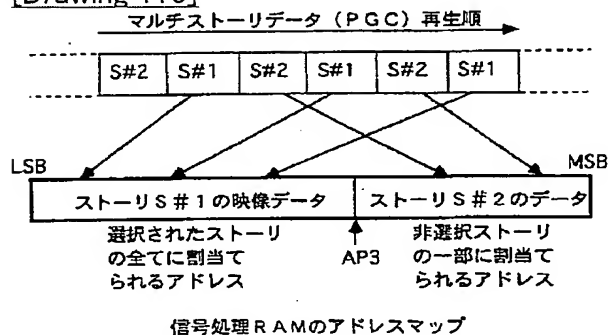 マルチストーリデータ（PGC）再生順
S#2 S#1 S#2 S#1 S#2 S#1
LSB MSB
ストーリS#1の映像データ ストーリS#2のデータ
選択されたストーリ
の全てに割当て
られるアドレス
AP3
非選択ストーリ
の一部に割当て
られるアドレス
信号処理RAMのアドレスマップ